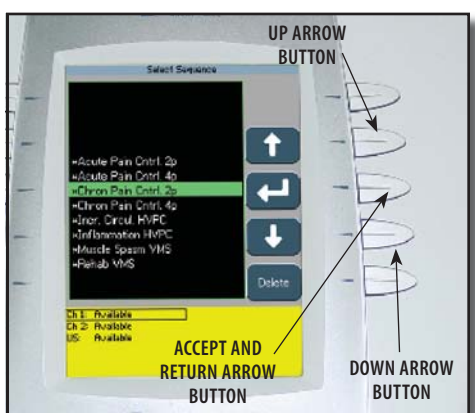 UP ARROW
BUTTON
Select Sequence
*Acute Pain Cntrl. 2p
*Acute Pain Cntrl. 4p
*Chron Pain Cntrl. 2p
*Chron Pain Cntrl. 4p
*Incr. Circul. HVPC
*Inflammation HVPC
*Muscle Spasm VMS
*Rehab VMS
Delete
Ch 1: Available
Ch 2: Available
US: Available
ACCEPT AND
RETURN ARROW
BUTTON
DOWN ARROW
BUTTON